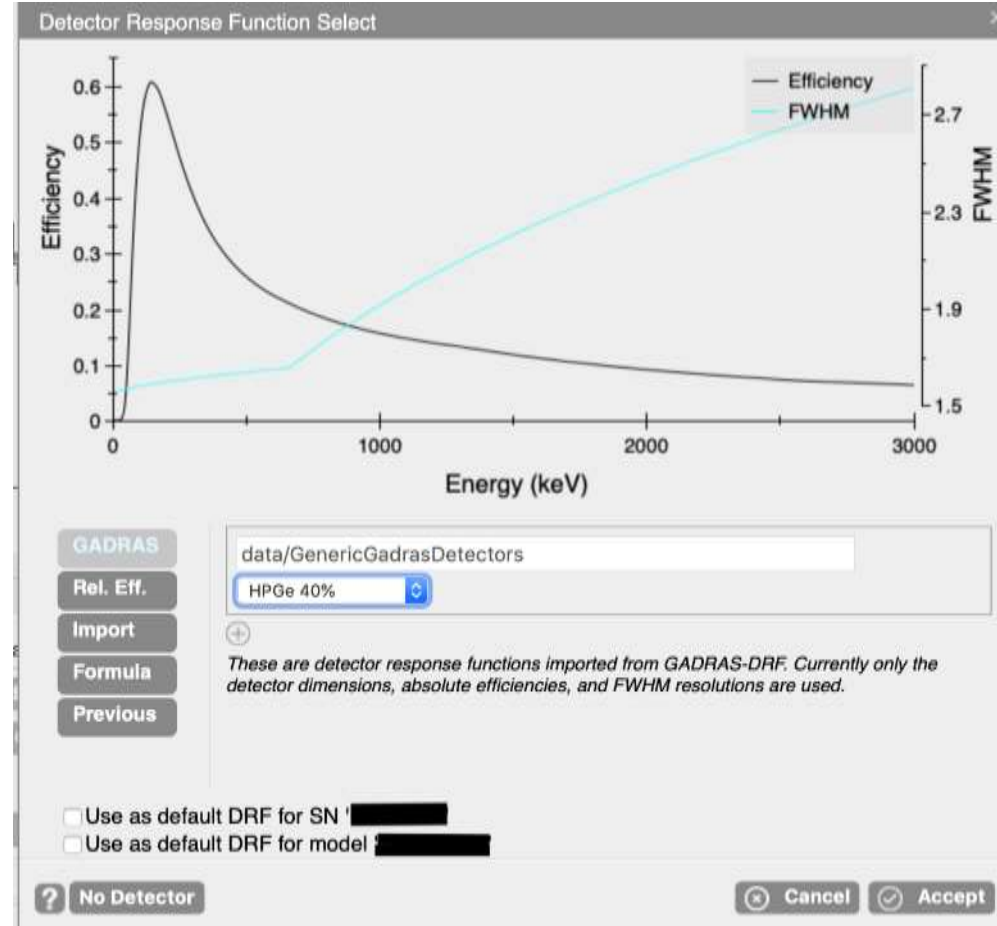 Detector Response Function Select
Efficiency
FWHM
0.6
0.5
0.4
0.3
0.2
0.1
0
Efficiency
2.7
2.3
1.9
1.5
FWHM
0
1000
2000
3000
Energy (keV)
GADRAS
Rel. Eff.
Import
Formula
Previous
data/GenericGadrasDetectors
HPGe 40%
These are detector response functions imported from GADRAS-DRF. Currently only the
detector dimensions, absolute efficiencies, and FWHM resolutions are used.
Use as default DRF for SN '
Use as default DRF for model
? No Detector
Cancel
Accept